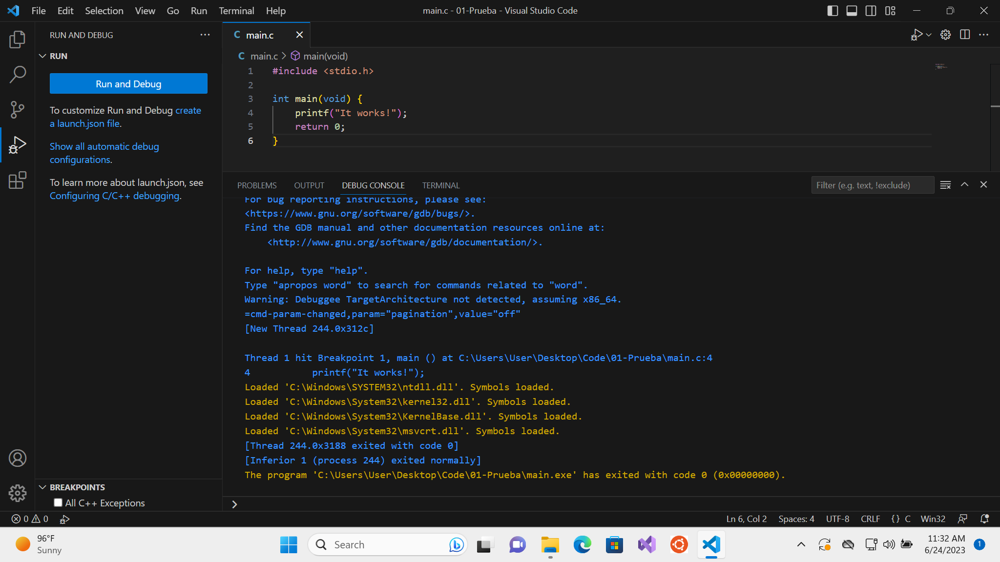 File Edit Selection View Go Run Terminal Help
main.c - 01-Prueba - Visual Studio Code
RUN AND DEBUG
RUN
Run and Debug
To customize Run and Debug create
a launch.json file.
Show all automatic debug
configurations.
To learn more about launch.json, see
Configuring C/C++ debugging.
BREAKPOINTS
All C++ Exceptions
C main.c
C main.c > main(void)
1 #include <stdio.h>
2
3 int main(void) {
4     printf("It works!");
5     return 0;
6 }
PROBLEMS OUTPUT DEBUG CONSOLE TERMINAL
Filter (e.g. text, !exclude)
For bug reporting instructions, please see:
<https://www.gnu.org/software/gdb/bugs/>.
Find the GDB manual and other documentation resources online at:
    <http://www.gnu.org/software/gdb/documentation/>.
For help, type "help".
Type "apropos word" to search for commands related to "word".
Warning: Debuggee TargetArchitecture not detected, assuming x86_64.
=cmd-param-changed,param="pagination",value="off"
[New Thread 244.0x312c]
Thread 1 hit Breakpoint 1, main () at C:\Users\User\Desktop\Code\01-Prueba\main.c:4
4           printf("It works!");
Loaded 'C:\Windows\SYSTEM32\ntdll.dll'. Symbols loaded.
Loaded 'C:\Windows\System32\kernel32.dll'. Symbols loaded.
Loaded 'C:\Windows\System32\KernelBase.dll'. Symbols loaded.
Loaded 'C:\Windows\System32\msvcrt.dll'. Symbols loaded.
[Thread 244.0x3188 exited with code 0]
[Inferior 1 (process 244) exited normally]
The program 'C:\Users\User\Desktop\Code\01-Prueba\main.exe' has exited with code 0 (0x00000000).
>
0 0
Ln 6, Col 2 Spaces: 4 UTF-8 CRLF {} C Win32
96°F
Sunny
Search
11:32 AM
6/24/2023
1